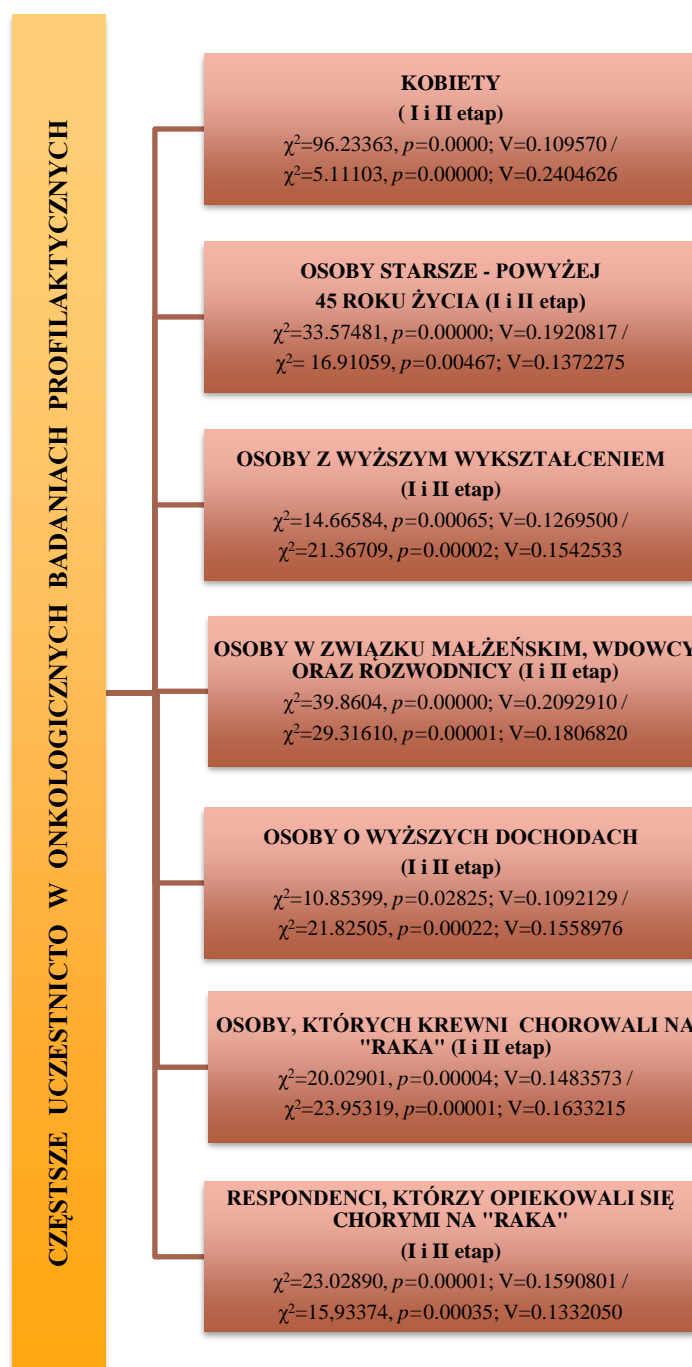 CZĘSTSZE UCZESTNICTO W ONKOLOGICZNYCH BADANIACH PROFILAKTYCZNYCH
KOBIETY
( I i II etap)
χ²=96.23363, p=0.0000; V=0.109570 /
χ²=5.11103, p=0.00000; V=0.2404626
OSOBY STARSZE - POWYŻEJ
45 ROKU ŻYCIA (I i II etap)
χ²=33.57481, p=0.00000; V=0.1920817 /
χ²= 16.91059, p=0.00467; V=0.1372275
OSOBY Z WYŻSZYM WYKSZTAŁCENIEM
(I i II etap)
χ²=14.66584, p=0.00065; V=0.1269500 /
χ²=21.36709, p=0.00002; V=0.1542533
OSOBY W ZWIĄZKU MAŁŻEŃSKIM, WDOWCY
ORAZ ROZWODNICY (I i II etap)
χ²=39.8604, p=0.00000; V=0.2092910 /
χ²=29.31610, p=0.00001; V=0.1806820
OSOBY O WYŻSZYCH DOCHODACH
(I i II etap)
χ²=10.85399, p=0.02825; V=0.1092129 /
χ²=21.82505, p=0.00022; V=0.1558976
OSOBY, KTÓRYCH KREWNI CHOROWALI NA
"RAKA" (I i II etap)
χ²=20.02901, p=0.00004; V=0.1483573 /
χ²=23.95319, p=0.00001; V=0.1633215
RESPONDENCI, KTÓRZY OPIEKOWALI SIĘ
CHORYMI NA "RAKA"
(I i II etap)
χ²=23.02890, p=0.00001; V=0.1590801 /
χ²=15,93374, p=0.00035; V=0.1332050